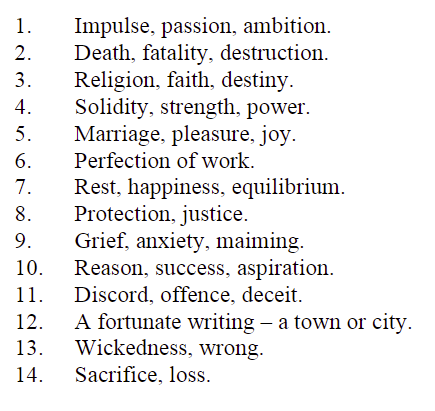 1. Impulse, passion, ambition.
2. Death, fatality, destruction.
3. Religion, faith, destiny.
4. Solidity, strength, power.
5. Marriage, pleasure, joy.
6. Perfection of work.
7. Rest, happiness, equilibrium.
8. Protection, justice.
9. Grief, anxiety, maiming.
10. Reason, success, aspiration.
11. Discord, offence, deceit.
12. A fortunate writing – a town or city.
13. Wickedness, wrong.
14. Sacrifice, loss.